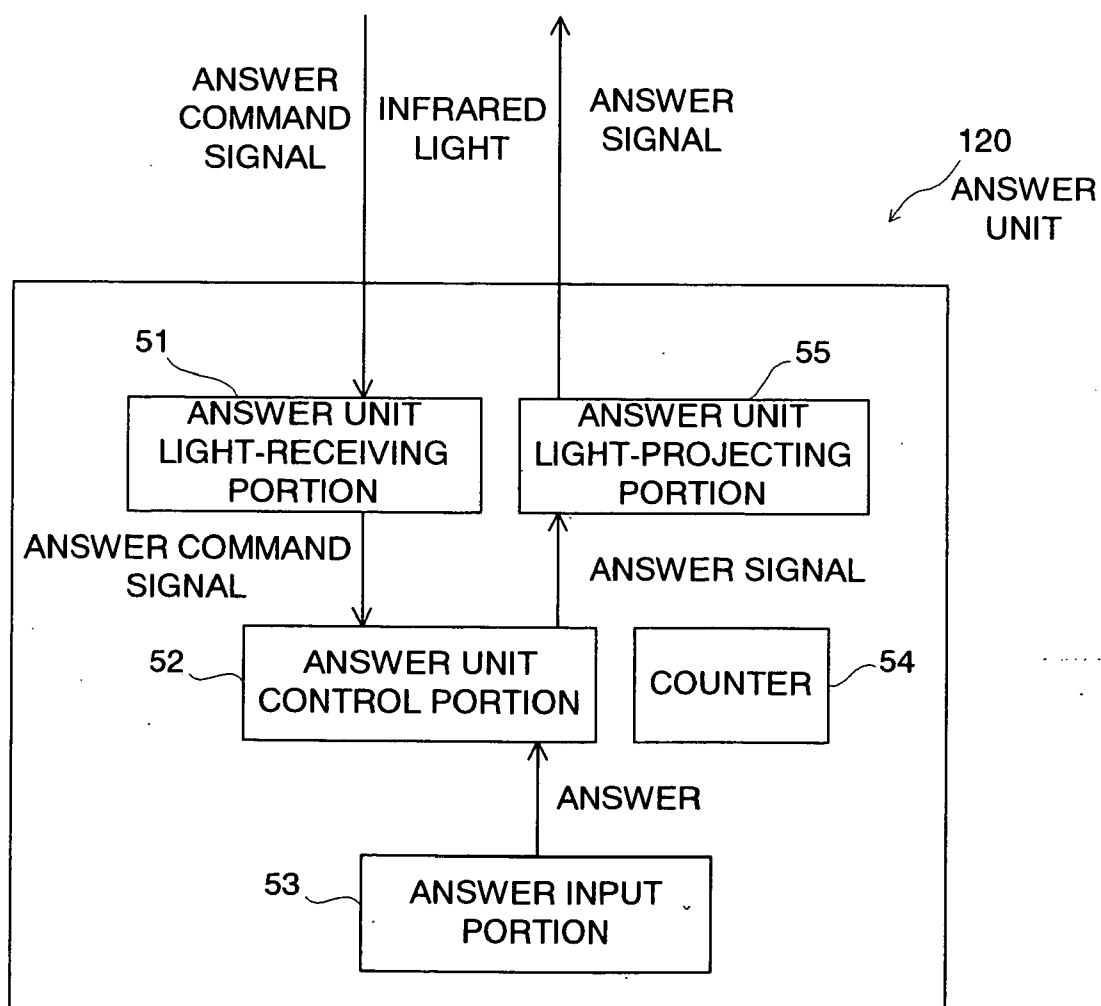 ANSWER
COMMAND
SIGNAL
INFRARED
LIGHT
ANSWER
SIGNAL
120
ANSWER
UNIT
51
ANSWER UNIT
LIGHT-RECEIVING
PORTION
55
ANSWER UNIT
LIGHT-PROJECTING
PORTION
ANSWER COMMAND
SIGNAL
ANSWER SIGNAL
52
ANSWER UNIT
CONTROL PORTION
COUNTER
54
ANSWER
53
ANSWER INPUT
PORTION